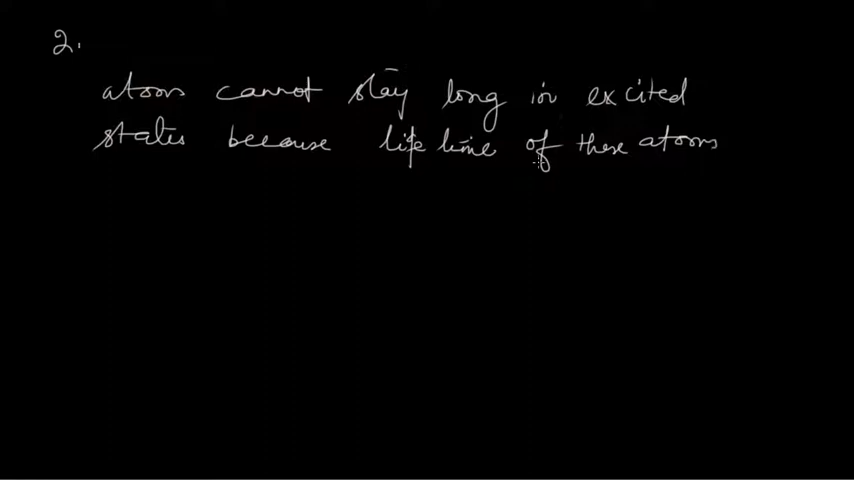 2.
atoms cannot stay long in excited
states because life time of these atoms